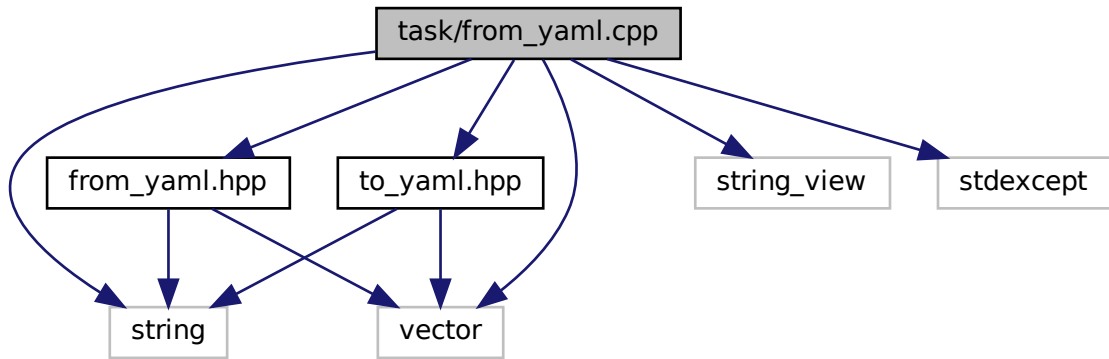 task/from_yaml.cpp
from_yaml.hpp
to_yaml.hpp
string_view
stdexcept
string
vector